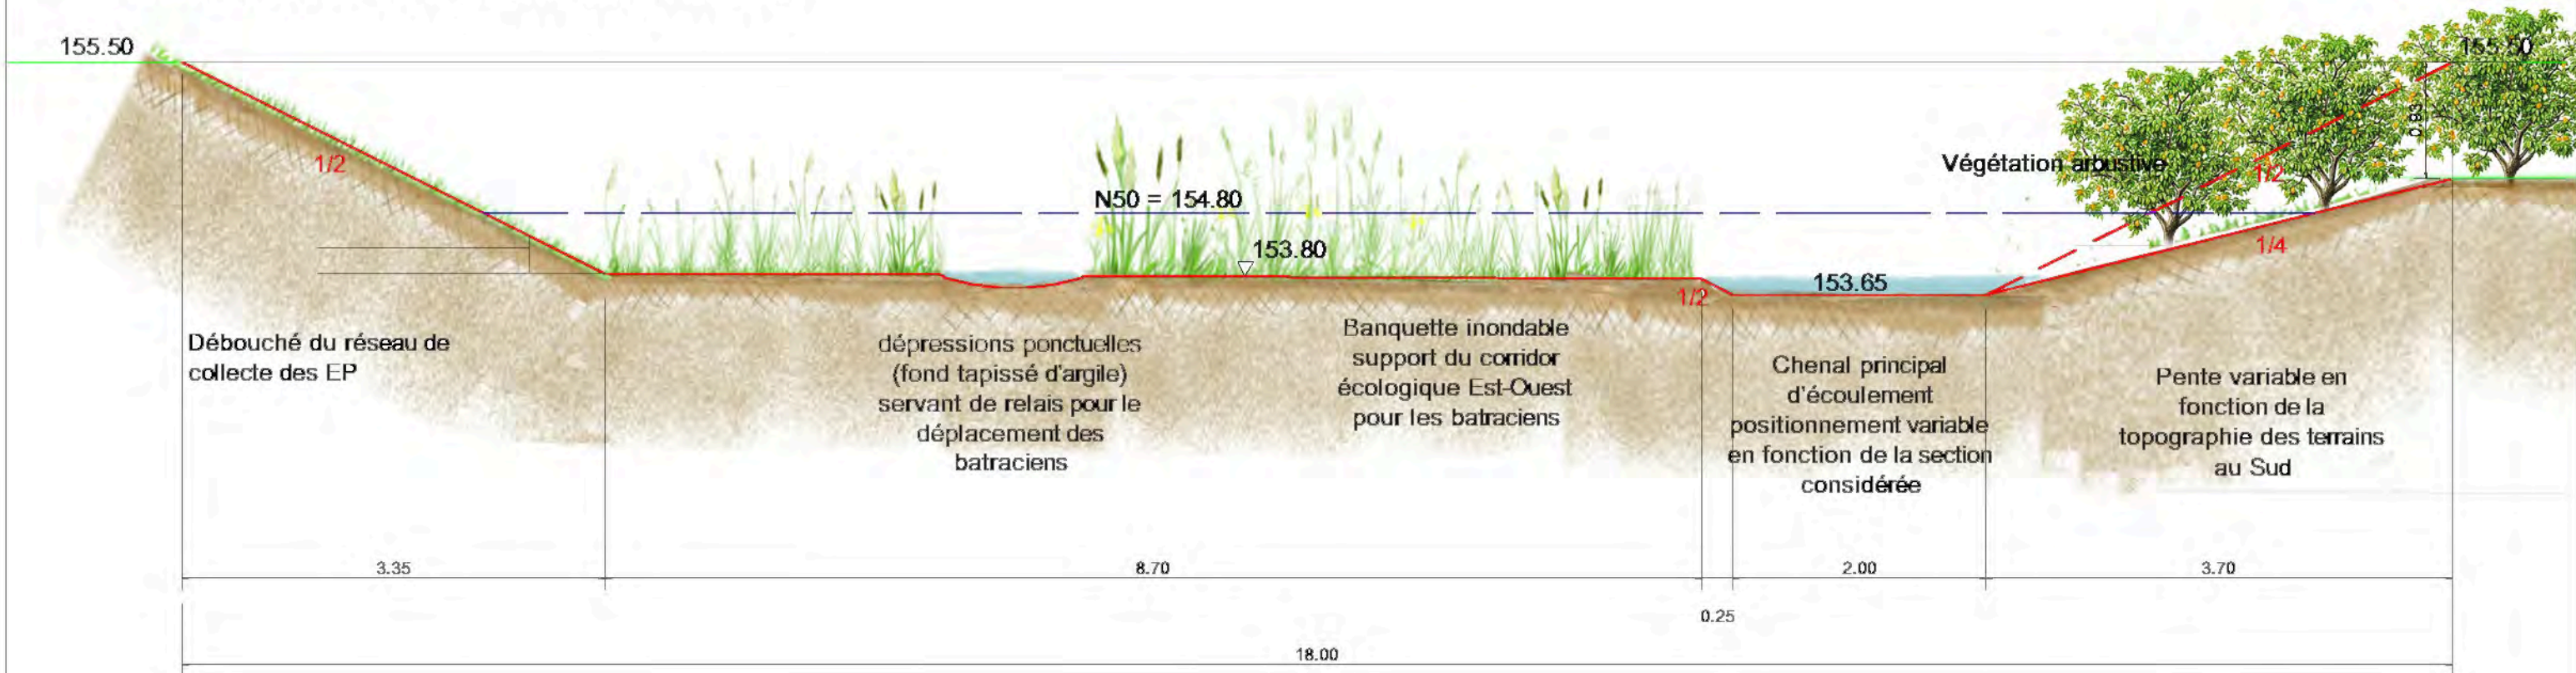 155.50
155.50
0.93
1/2
Végétation arbustive
1/2
N50 = 154.80
153.80
1/4
153.65
1/2
Débouché du réseau de
collecte des EP
dépressions ponctuelles
(fond tapissé d'argile)
servant de relais pour le
déplacement des
batraciens
Banquette inondable
support du corridor
écologique Est-Ouest
pour les batraciens
Chenal principal
d'écoulement
positionnement variable
en fonction de la section
considérée
Pente variable en
fonction de la
topographie des terrains
au Sud
3.35
8.70
2.00
3.70
0.25
18.00